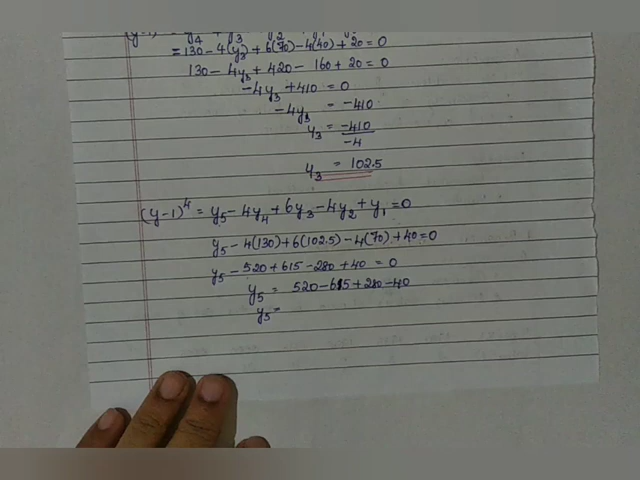 = 130 - 4(y₃) + 6(70) - 4(40) + 20 = 0
130 - 4y₃ + 420 - 160 + 20 = 0
-4y₃ + 410 = 0
-4y₃ = -410
y₃ = -410/-4
y₃ = 102.5
(y-1)⁴ = y₅ - 4y₄ + 6y₃ - 4y₂ + y₁ = 0
y₅ - 4(130) + 6(102.5) - 4(70) + 40 = 0
y₅ - 520 + 615 - 280 + 40 = 0
y₅ = 520 - 615 + 280 - 40
y₅ =